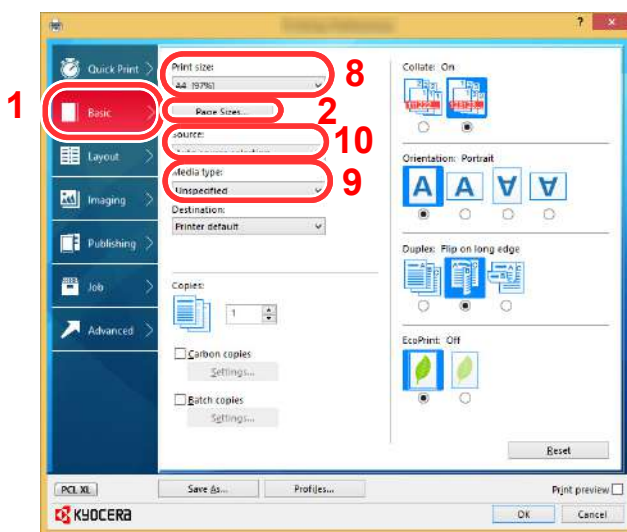 ?
Quick Print
Print size:
8
A4 [97%]
Collate: On
1
Basic
Page Sizes...
2
Source:
10
Layout
Orientation: Portrait
Media type:
9
Unspecified
A A A A
Imaging
Destination:
Printer default
Publishing
Duplex: Flip on long edge
Job
Copies:
1
Advanced
EcoPrint: Off
Carbon copies
Settings...
Batch copies
Settings...
Reset
PCL XL
Save As...
Profiles...
Print preview
KYOCERA
OK
Cancel